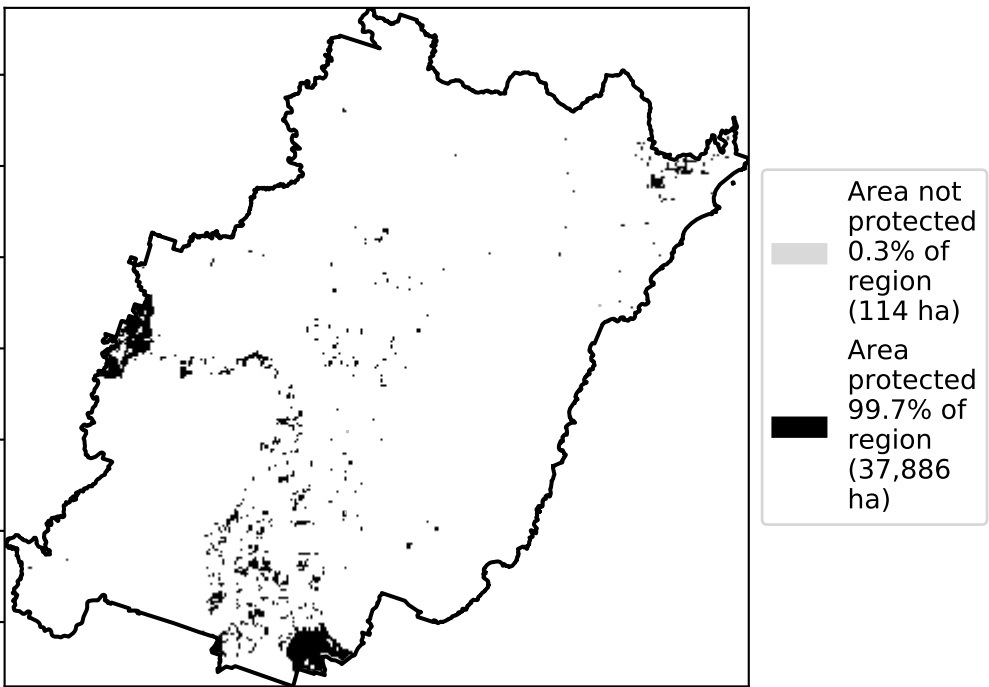 Area not
protected
0.3% of
region
(114 ha)
Area
protected
99.7% of
region
(37,886
ha)